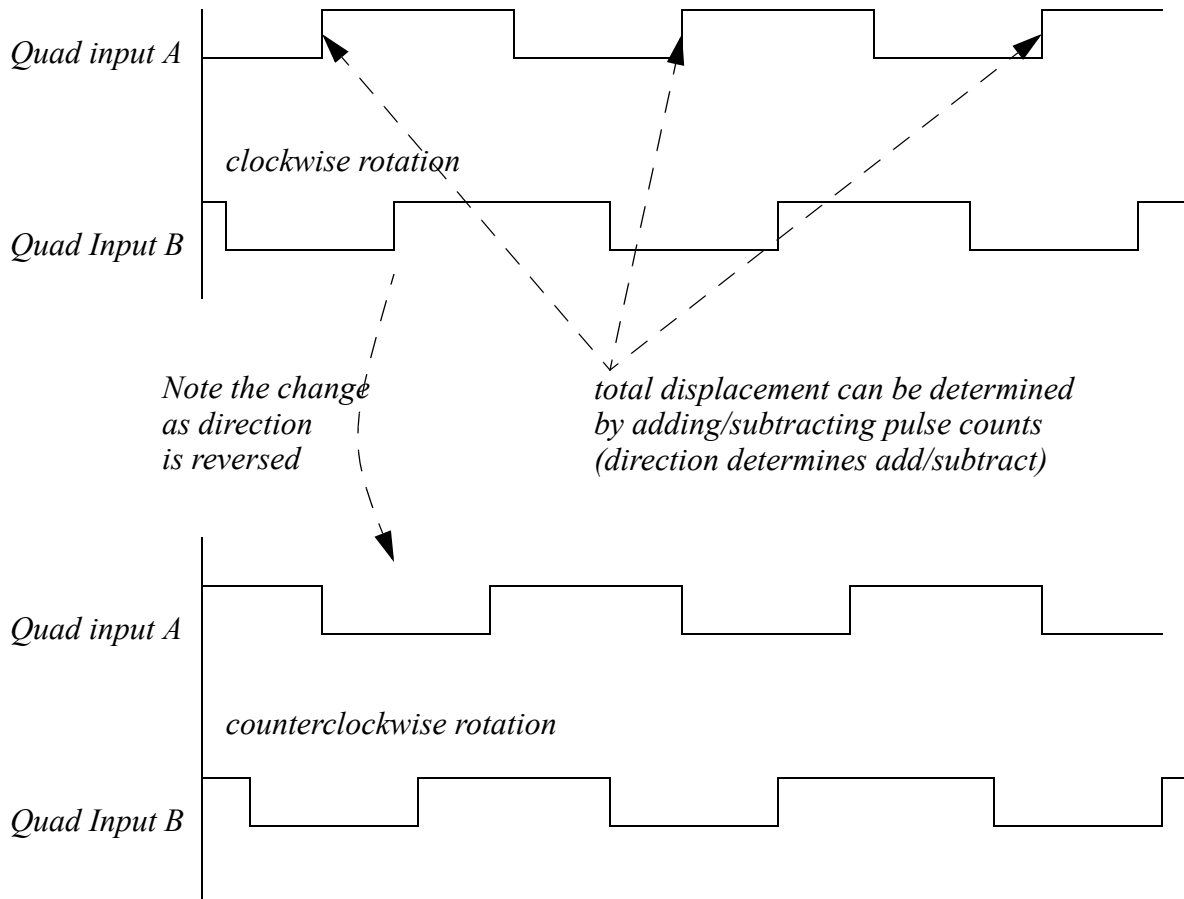 Quad input A
clockwise rotation
Quad Input B
Note the change
as direction
is reversed
total displacement can be determined
by adding/subtracting pulse counts
(direction determines add/subtract)
Quad input A
counterclockwise rotation
Quad Input B